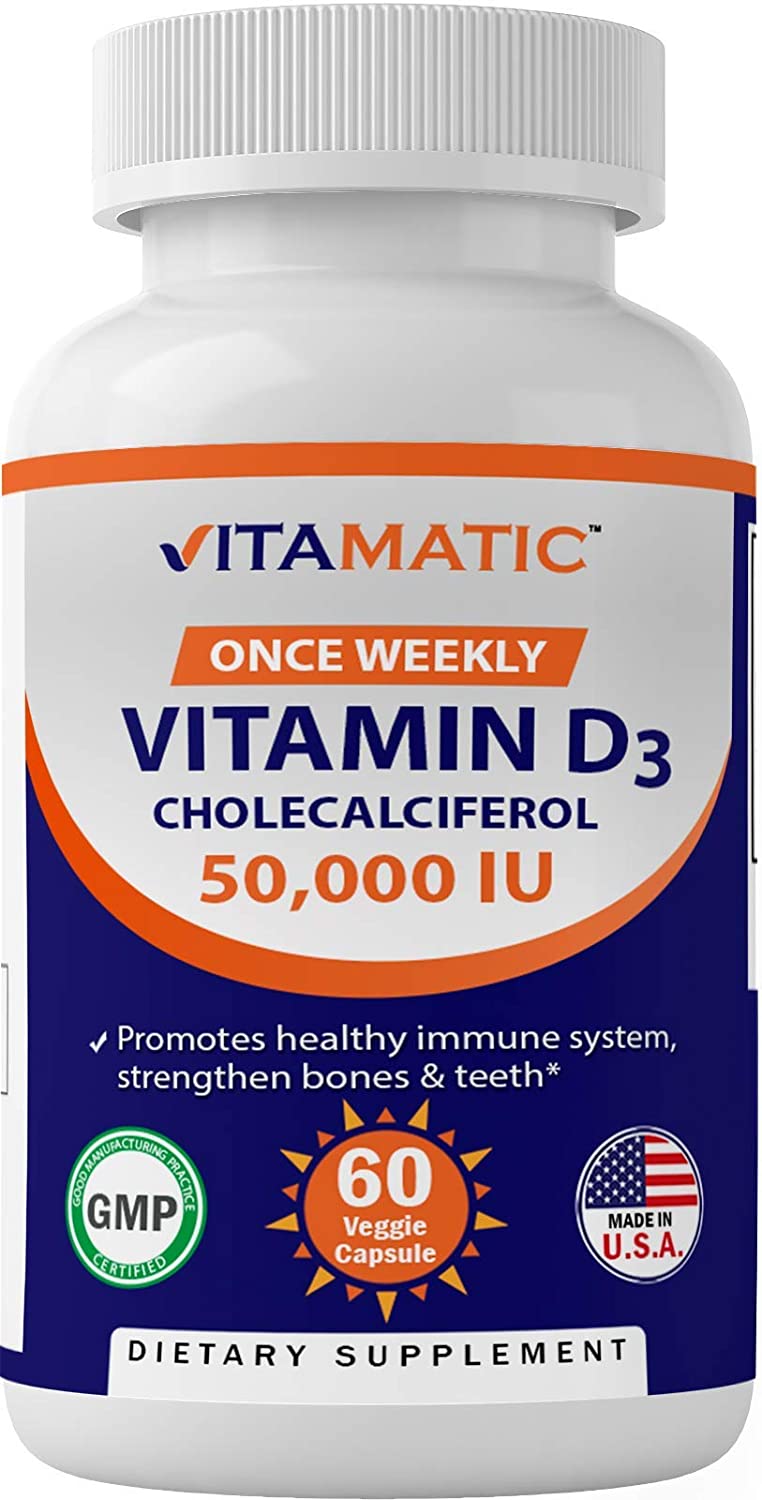 VITAMATIC™
ONCE WEEKLY
VITAMIN D3
CHOLECALCIFEROL
50,000 IU
✓ Promotes healthy immune system,
strengthen bones & teeth*
GOOD MANUFACTURING PRACTICE
GMP
CERTIFIED
60
Veggie
Capsule
MADE IN
U.S.A.
DIETARY SUPPLEMENT